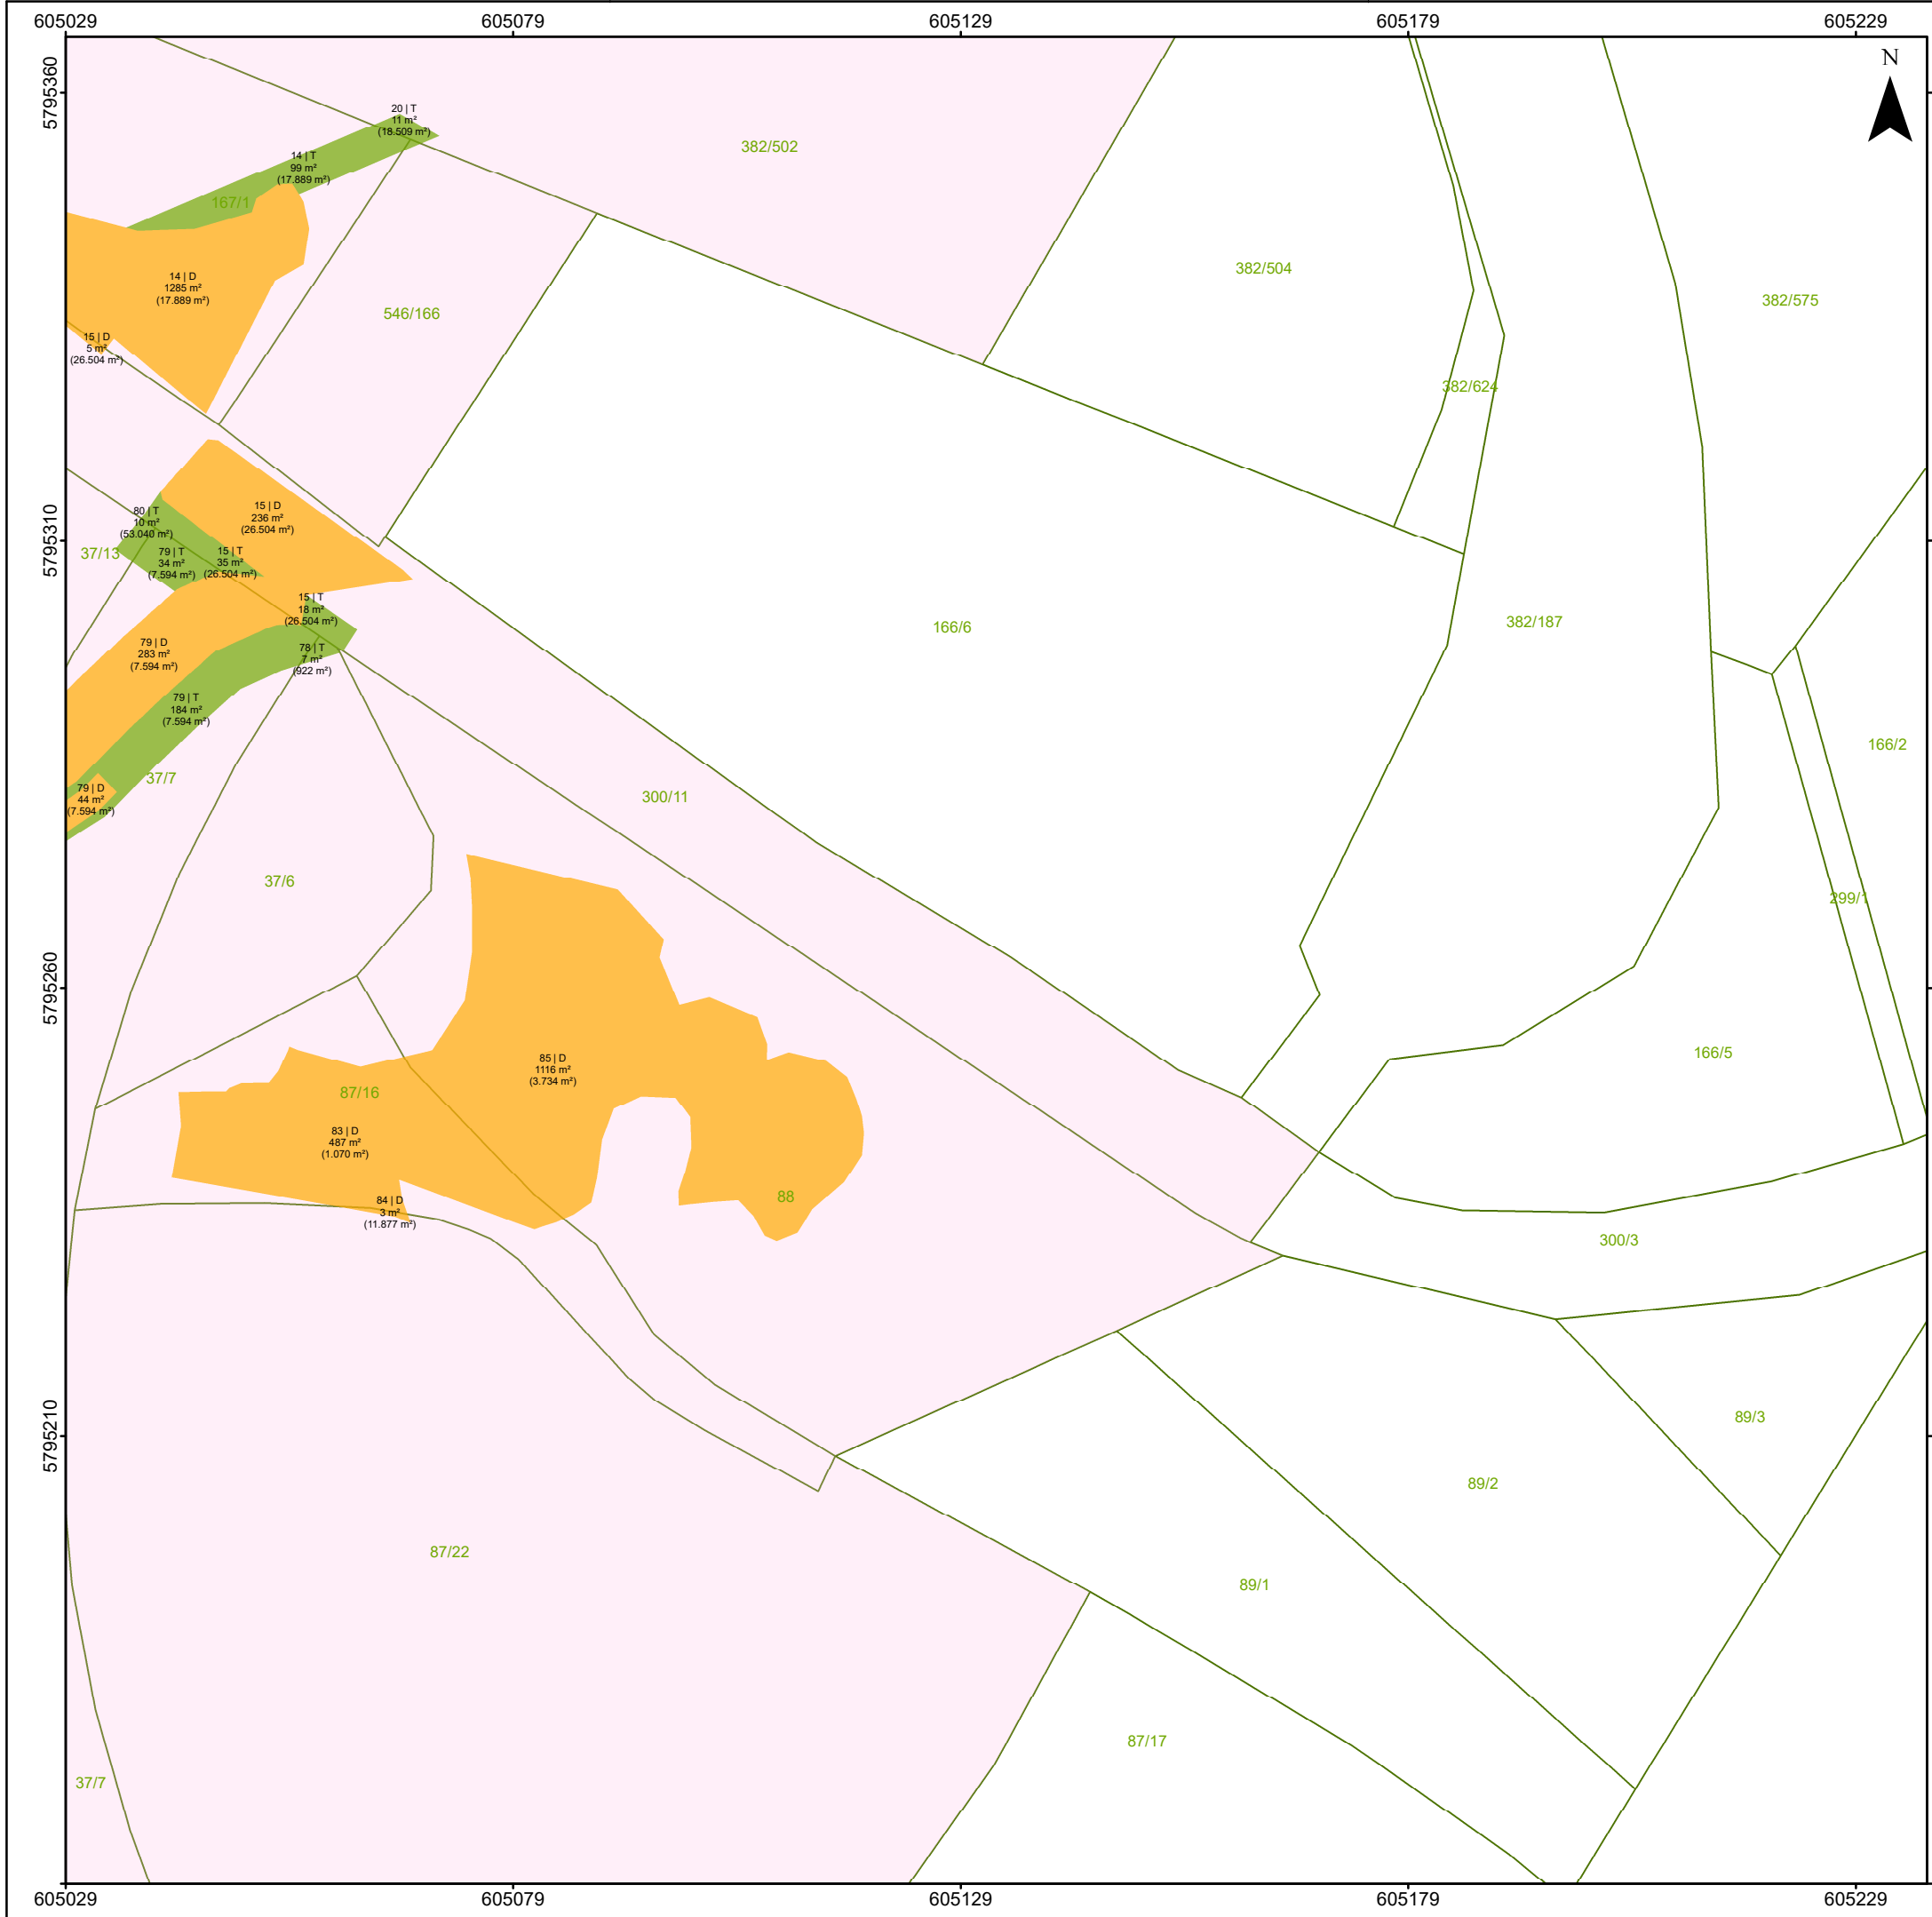 605029
605079
605129
605179
605229
N
5795360
20 | T
11 m²
(18.509 m²)
382/502
14 | T
99 m²
(17.889 m²)
167/1
14 | D
1285 m²
(17.889 m²)
382/504
382/575
546/166
15 | D
5 m²
(26.504 m²)
382/624
5795310
80 | T
10 m²
(53.040 m²)
15 | D
236 m²
(26.504 m²)
37/13
79 | T
34 m²
(7.594 m²)
15 | T
35 m²
(26.504 m²)
15 | T
18 m²
(26.504 m²)
166/6
382/187
79 | D
283 m²
(7.594 m²)
78 | T
7 m²
(922 m²)
79 | T
184 m²
(7.594 m²)
166/2
37/7
79 | D
44 m²
(7.594 m²)
300/11
37/6
299/1
5795260
85 | D
1116 m²
(3.734 m²)
166/5
87/16
83 | D
487 m²
(1.070 m²)
84 | D
3 m²
(11.877 m²)
88
300/3
5795210
89/3
89/2
87/22
89/1
87/17
37/7
605029
605079
605129
605179
605229